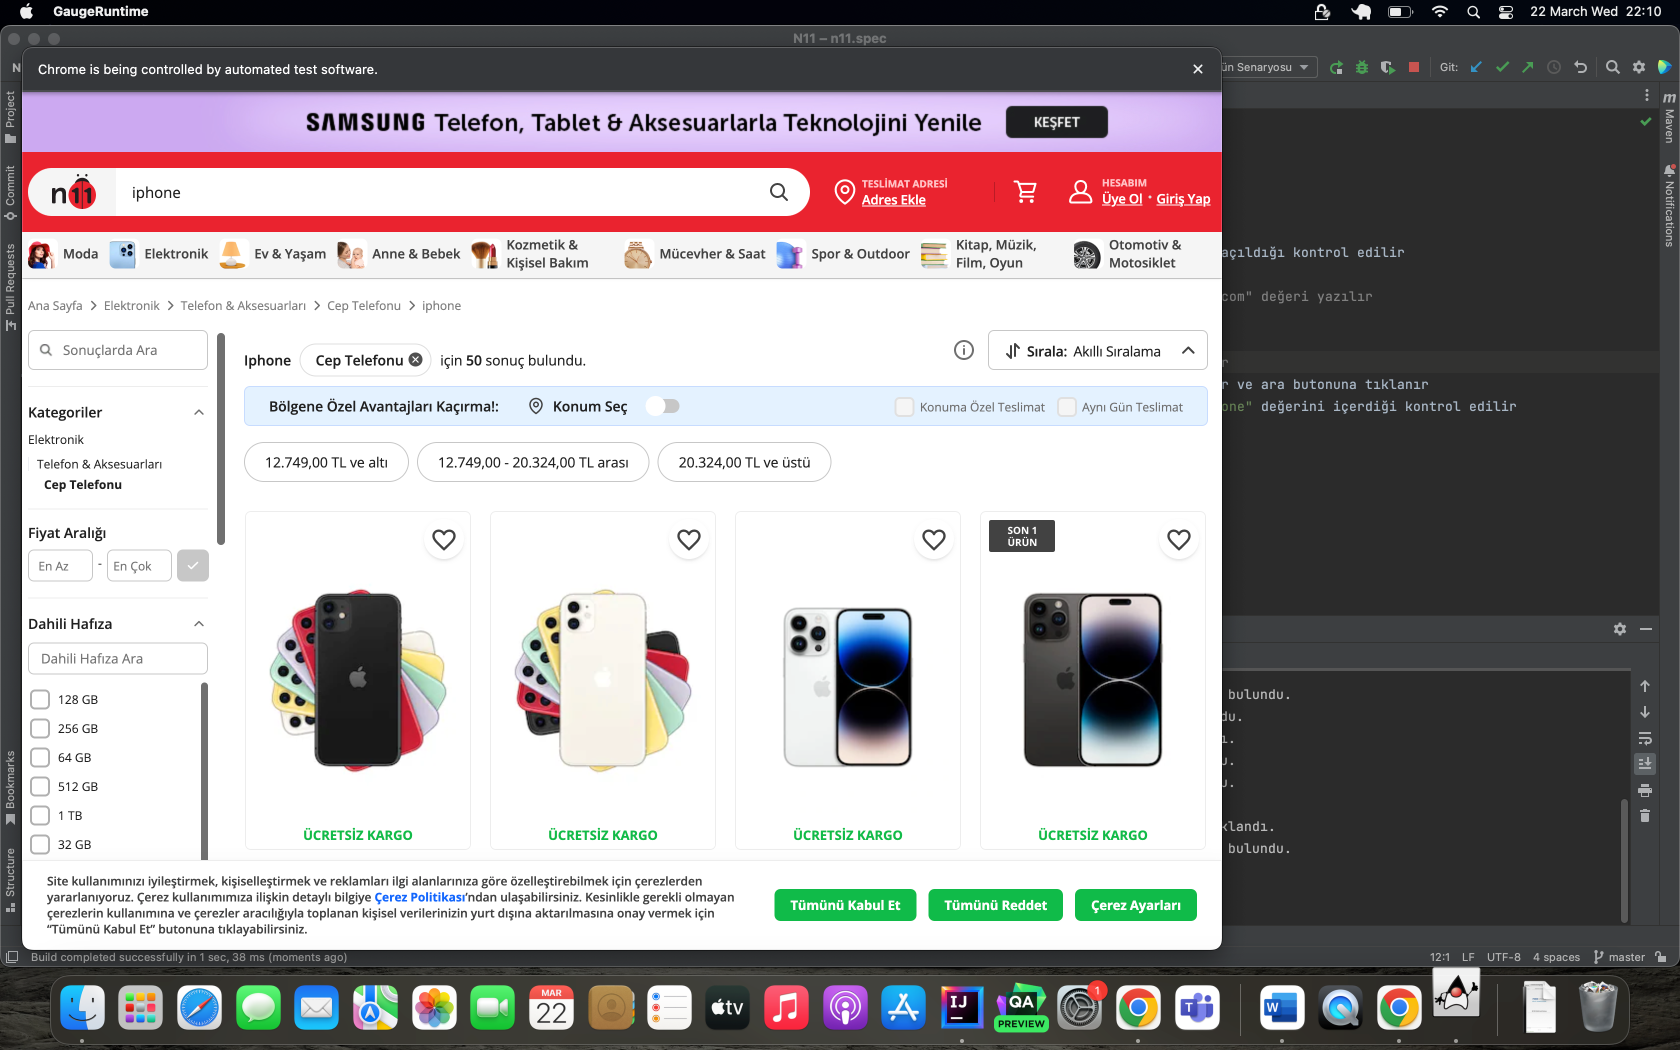 GaugeRuntime
22 March Wed 22:10
N11 – n11.spec
Chrome is being controlled by automated test software.
ün Senaryosu
Git:
SAMSUNG Telefon, Tablet & Aksesuarlarla Teknolojini Yenile
KEŞFET
n11
iphone
TESLİMAT ADRESİ
Adres Ekle
HESABIM
Üye Ol · Giriş Yap
Moda
Elektronik
Ev & Yaşam
Anne & Bebek
Kozmetik &
Kişisel Bakım
Mücevher & Saat
Spor & Outdoor
Kitap, Müzik,
Film, Oyun
Otomotiv &
Motosiklet
Ana Sayfa > Elektronik > Telefon & Aksesuarları > Cep Telefonu > iphone
Sonuçlarda Ara
Iphone
Cep Telefonu
için 50 sonuç bulundu.
Sırala: Akıllı Sıralama
Bölgene Özel Avantajları Kaçırma!:
Konum Seç
Konuma Özel Teslimat
Aynı Gün Teslimat
12.749,00 TL ve altı
12.749,00 - 20.324,00 TL arası
20.324,00 TL ve üstü
Kategoriler
Elektronik
Telefon & Aksesuarları
Cep Telefonu
Fiyat Aralığı
En Az
-
En Çok
Dahili Hafıza
Dahili Hafıza Ara
128 GB
256 GB
64 GB
512 GB
1 TB
32 GB
SON 1
ÜRÜN
ÜCRETSİZ KARGO
ÜCRETSİZ KARGO
ÜCRETSİZ KARGO
ÜCRETSİZ KARGO
Site kullanımınızı iyileştirmek, kişiselleştirmek ve reklamları ilgi alanlarınıza göre özelleştirebilmek için çerezlerden
yararlanıyoruz. Çerez kullanımımıza ilişkin detaylı bilgiye Çerez Politikası'ndan ulaşabilirsiniz. Kesinlikle gerekli olmayan
çerezlerin kullanımına ve çerezler aracılığıyla toplanan kişisel verilerinizin yurt dışına aktarılmasına onay vermek için
“Tümünü Kabul Et” butonuna tıklayabilirsiniz.
Tümünü Kabul Et
Tümünü Reddet
Çerez Ayarları
Project
Commit
Pull Requests
Bookmarks
Structure
Maven
Notifications
açıldığı kontrol edilir
com" değeri yazılır
r
r ve ara butonuna tıklanır
one" değerini içerdiği kontrol edilir
bulundu.
du.
ı.
u.
u.
klandı.
bulundu.
Build completed successfully in 1 sec, 38 ms (moments ago)
12:1 LF UTF-8 4 spaces master
MAR
22
tv
IJ
QA
PREVIEW
1
T
W